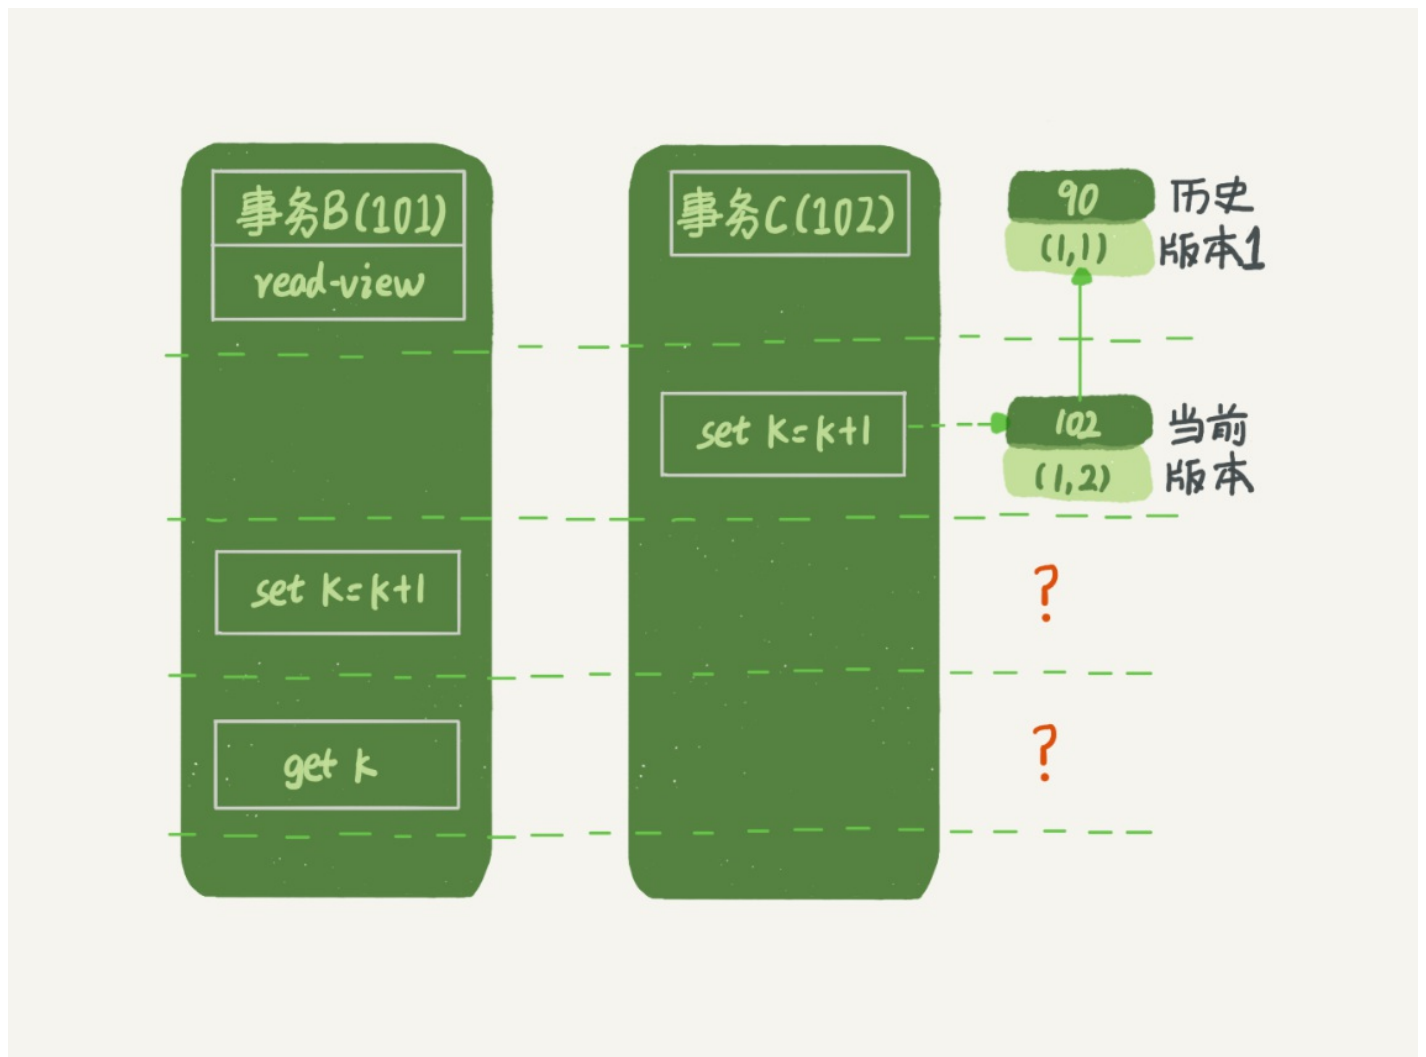 事务B(101)
read-view
事务C(102)
90
(1,1)
历史
版本1
set k=k+1
102
(1,2)
当前
版本
set k=k+1
?
get k
?